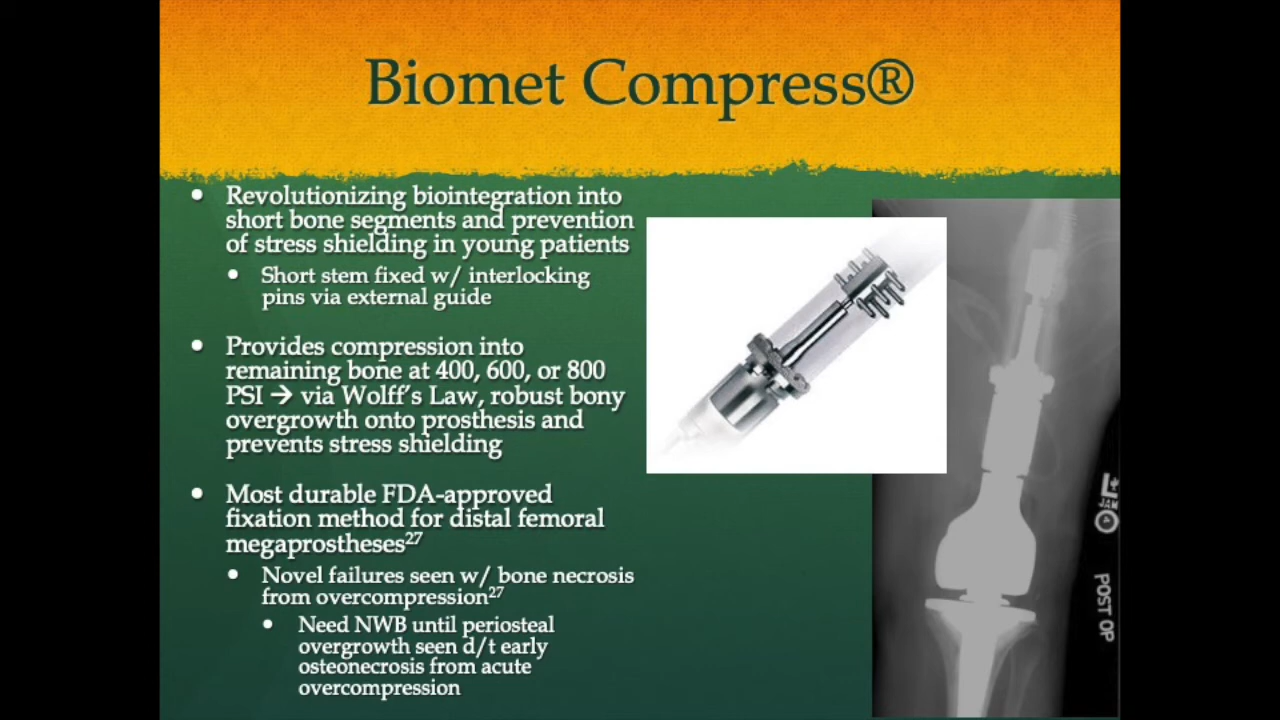 Biomet Compress®
• Revolutionizing biointegration into
short bone segments and prevention
of stress shielding in young patients
• Short stem fixed w/ interlocking
pins via external guide
• Provides compression into
remaining bone at 400, 600, or 800
PSI → via Wolff's Law, robust bony
overgrowth onto prosthesis and
prevents stress shielding
• Most durable FDA-approved
fixation method for distal femoral
megaprostheses27
• Novel failures seen w/ bone necrosis
from overcompression27
• Need NWB until periosteal
overgrowth seen d/t early
osteonecrosis from acute
overcompression
POST OP